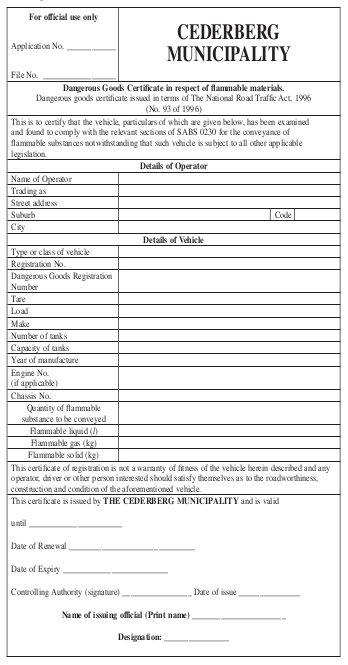 For official use only
CEDERBERG
MUNICIPALITY
Application No. ____________
File No. __________________
Dangerous Goods Certificate in respect of flammable materials.
Dangerous goods certificate issued in terms of The National Road Traffic Act, 1996
(No. 93 of 1996)
This is to certify that the vehicle, particulars of which are given below, has been examined
and found to comply with the relevant sections of SABS 0230 for the conveyance of
flammable substances notwithstanding that such vehicle is subject to all other applicable
legislation.
Details of Operator
Name of Operator
Trading as
Street address
Suburb Code
City
Details of Vehicle
Type or class of vehicle
Registration No.
Dangerous Goods Registration
Number
Tare
Load
Make
Number of tanks
Capacity of tanks
Year of manufacture
Engine No.
(if applicable)
Chassis No.
Quantity of flammable
substance to be conveyed
Flammable liquid (l)
Flammable gas (kg)
Flammable solid (kg)
This certificate of registration is not a warranty of fitness of the vehicle herein described and any
operator, driver or other person interested should satisfy themselves as to the roadworthiness,
construction and condition of the aforementioned vehicle.
This certificate is issued by THE CEDERBERG MUNICIPALITY and is valid
until ______________________
Date of Renewal ______________________________
Date of Expiry _________________________
Controlling Authority (signature) ________________ Date of issue ______________
Name of issuing official (Print name) ______________________
Designation: _______________